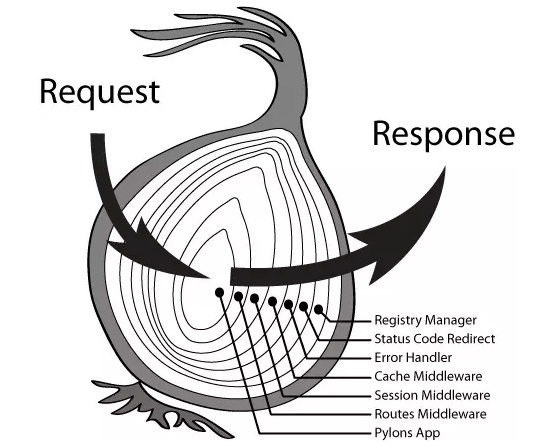 Request
Response
Registry Manager
Status Code Redirect
Error Handler
Cache Middleware
Session Middleware
Routes Middleware
Pylons App